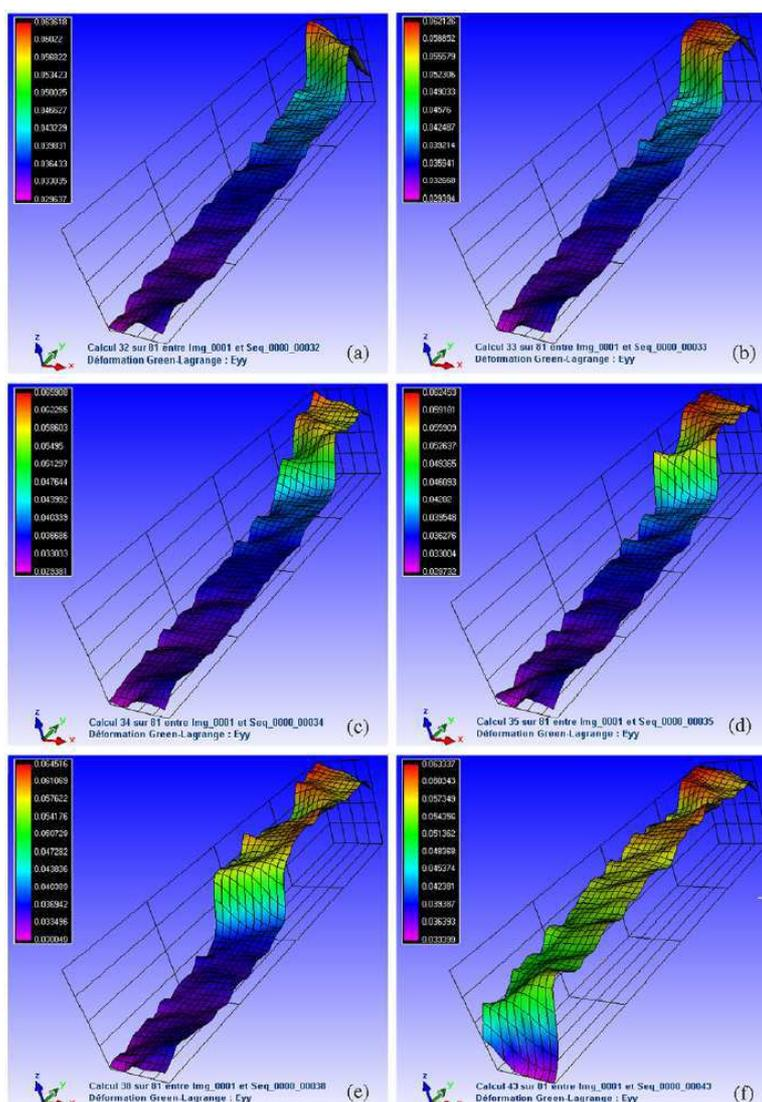 0.063618
0.06022
0.056822
0.053423
0.050025
0.046627
0.043229
0.039831
0.036433
0.033035
0.029637
z
y
x
Calcul 32 sur 81 entre Img_0001 et Seq_0000_00032
Déformation Green-Lagrange : Eyy
(a)
0.062126
0.058852
0.055579
0.052306
0.049033
0.04576
0.042487
0.039214
0.035941
0.032668
0.029394
z
y
x
Calcul 33 sur 81 entre Img_0001 et Seq_0000_00033
Déformation Green-Lagrange : Eyy
(b)
0.065908
0.062255
0.058603
0.05495
0.051297
0.047644
0.043992
0.040339
0.036686
0.033033
0.029381
z
y
x
Calcul 34 sur 81 entre Img_0001 et Seq_0000_00034
Déformation Green-Lagrange : Eyy
(c)
0.062453
0.059181
0.055909
0.052637
0.049365
0.046093
0.04282
0.039548
0.036276
0.033004
0.029732
z
y
x
Calcul 35 sur 81 entre Img_0001 et Seq_0000_00035
Déformation Green-Lagrange : Eyy
(d)
0.064516
0.061069
0.057622
0.054176
0.050729
0.047282
0.043836
0.040389
0.036942
0.033496
0.030049
z
y
x
Calcul 38 sur 81 entre Img_0001 et Seq_0000_00038
Déformation Green-Lagrange : Eyy
(e)
0.063337
0.060343
0.057349
0.054356
0.051362
0.048368
0.045374
0.042381
0.039387
0.036393
0.033399
z
y
x
Calcul 43 sur 81 entre Img_0001 et Seq_0000_00043
Déformation Green-Lagrange : Eyy
(f)